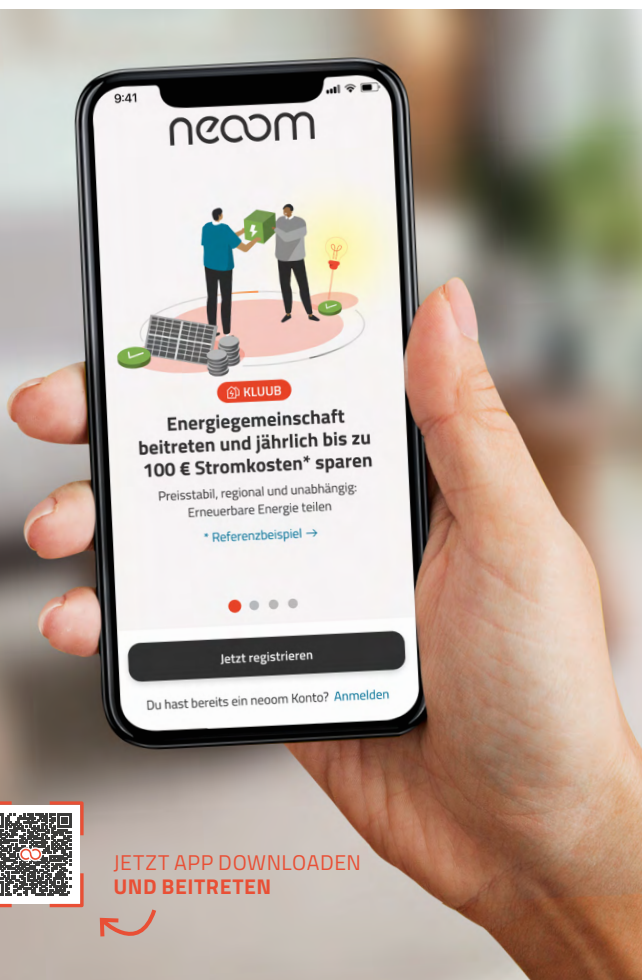 9:41
neoom
KLUUB
Energiegemeinschaft
beitreten und jährlich bis zu
100 € Stromkosten* sparen
Preisstabil, regional und unabhängig:
Erneuerbare Energie teilen
* Referenzbeispiel →
Jetzt registrieren
Du hast bereits ein neoom Konto? Anmelden
JETZT APP DOWNLOADEN
UND BEITRETEN